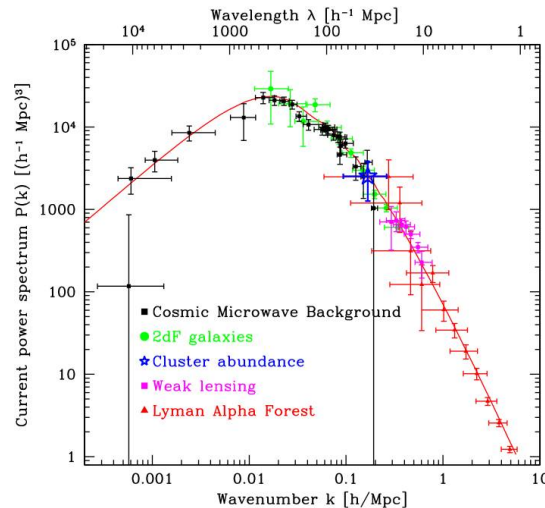 Wavelength λ [h⁻¹ Mpc]
10⁴ 1000 100 10 1
Current power spectrum P(k) [(h⁻¹ Mpc)³]
10⁵
10⁴
1000
100
10
1
Cosmic Microwave Background
2dF galaxies
Cluster abundance
Weak lensing
Lyman Alpha Forest
0.001 0.01 0.1 1 10
Wavenumber k [h/Mpc]